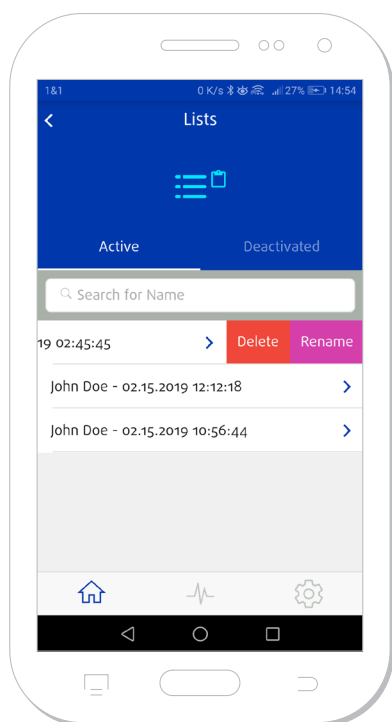 1&1 0 K/s 27% 14:54
Lists
Active Deactivated
Search for Name
19 02:45:45 Delete Rename
John Doe - 02.15.2019 12:12:18
John Doe - 02.15.2019 10:56:44